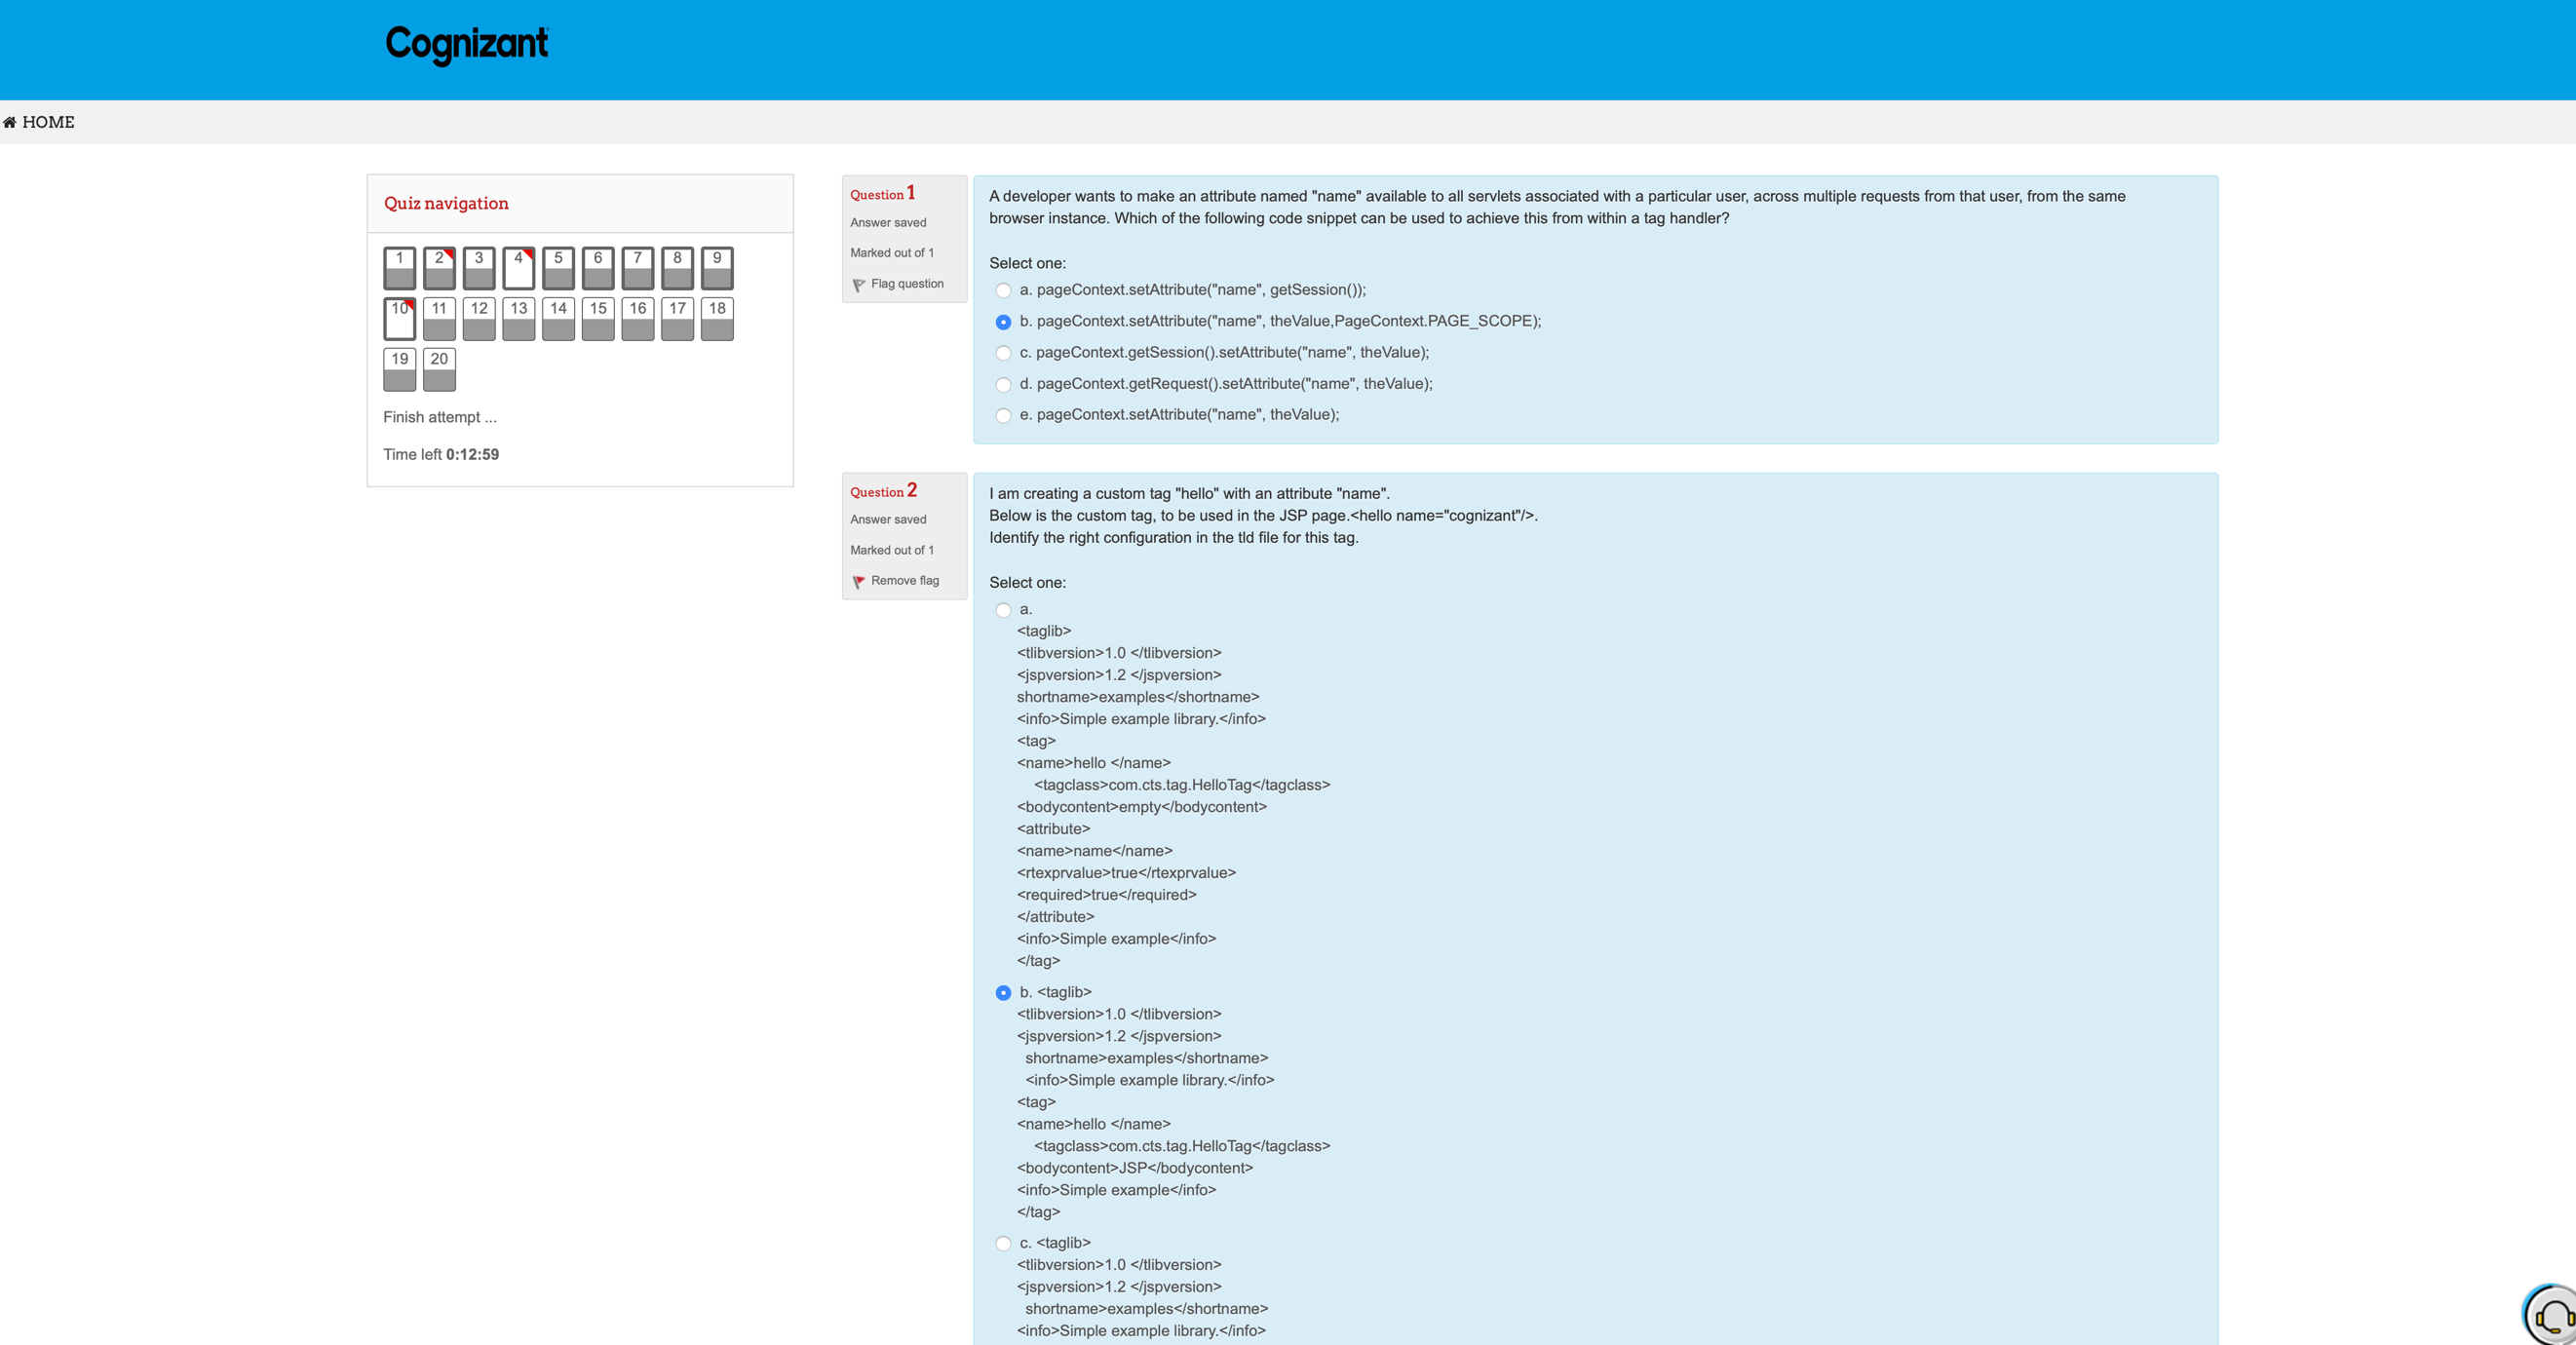 Cognizant
HOME
Quiz navigation
1 2 3 4 5 6 7 8 9
10 11 12 13 14 15 16 17 18
19 20
Finish attempt ...
Time left 0:12:59
Question 1
Answer saved
Marked out of 1
Flag question
A developer wants to make an attribute named "name" available to all servlets associated with a particular user, across multiple requests from that user, from the same
browser instance. Which of the following code snippet can be used to achieve this from within a tag handler?
Select one:
a. pageContext.setAttribute("name", getSession());
b. pageContext.setAttribute("name", theValue,PageContext.PAGE_SCOPE);
c. pageContext.getSession().setAttribute("name", theValue);
d. pageContext.getRequest().setAttribute("name", theValue);
e. pageContext.setAttribute("name", theValue);
Question 2
Answer saved
Marked out of 1
Remove flag
I am creating a custom tag "hello" with an attribute "name".
Below is the custom tag, to be used in the JSP page.<hello name="cognizant"/>.
Identify the right configuration in the tld file for this tag.
Select one:
a.
<taglib>
<tlibversion>1.0 </tlibversion>
<jspversion>1.2 </jspversion>
shortname>examples</shortname>
<info>Simple example library.</info>
<tag>
<name>hello </name>
<tagclass>com.cts.tag.HelloTag</tagclass>
<bodycontent>empty</bodycontent>
<attribute>
<name>name</name>
<rtexprvalue>true</rtexprvalue>
<required>true</required>
</attribute>
<info>Simple example</info>
</tag>
b. <taglib>
<tlibversion>1.0 </tlibversion>
<jspversion>1.2 </jspversion>
shortname>examples</shortname>
<info>Simple example library.</info>
<tag>
<name>hello </name>
<tagclass>com.cts.tag.HelloTag</tagclass>
<bodycontent>JSP</bodycontent>
<info>Simple example</info>
</tag>
c. <taglib>
<tlibversion>1.0 </tlibversion>
<jspversion>1.2 </jspversion>
shortname>examples</shortname>
<info>Simple example library.</info>